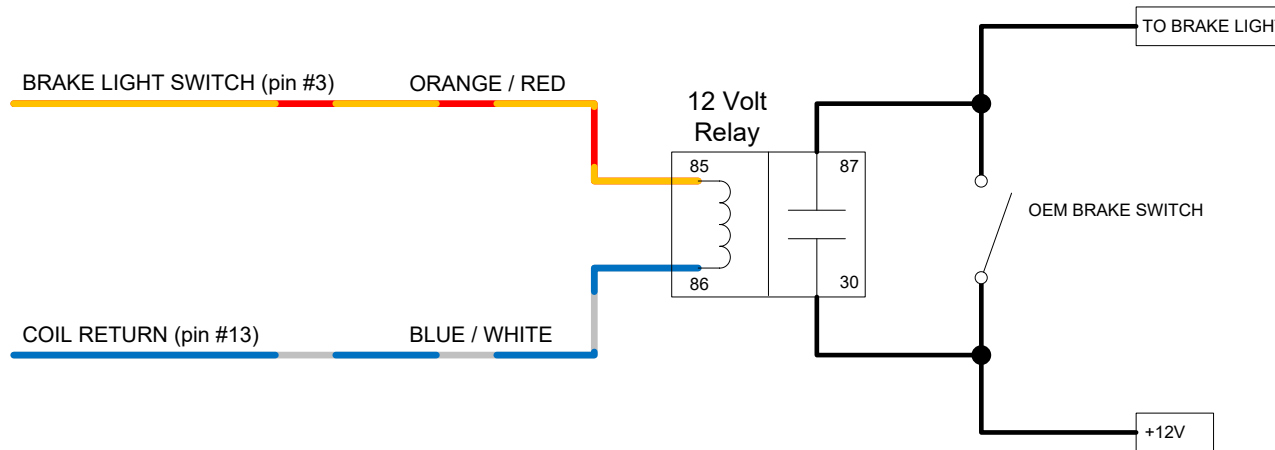 TO BRAKE LIGHT
BRAKE LIGHT SWITCH (pin #3)
ORANGE / RED
12 Volt
Relay
85
87
OEM BRAKE SWITCH
86
30
COIL RETURN (pin #13)
BLUE / WHITE
+12V